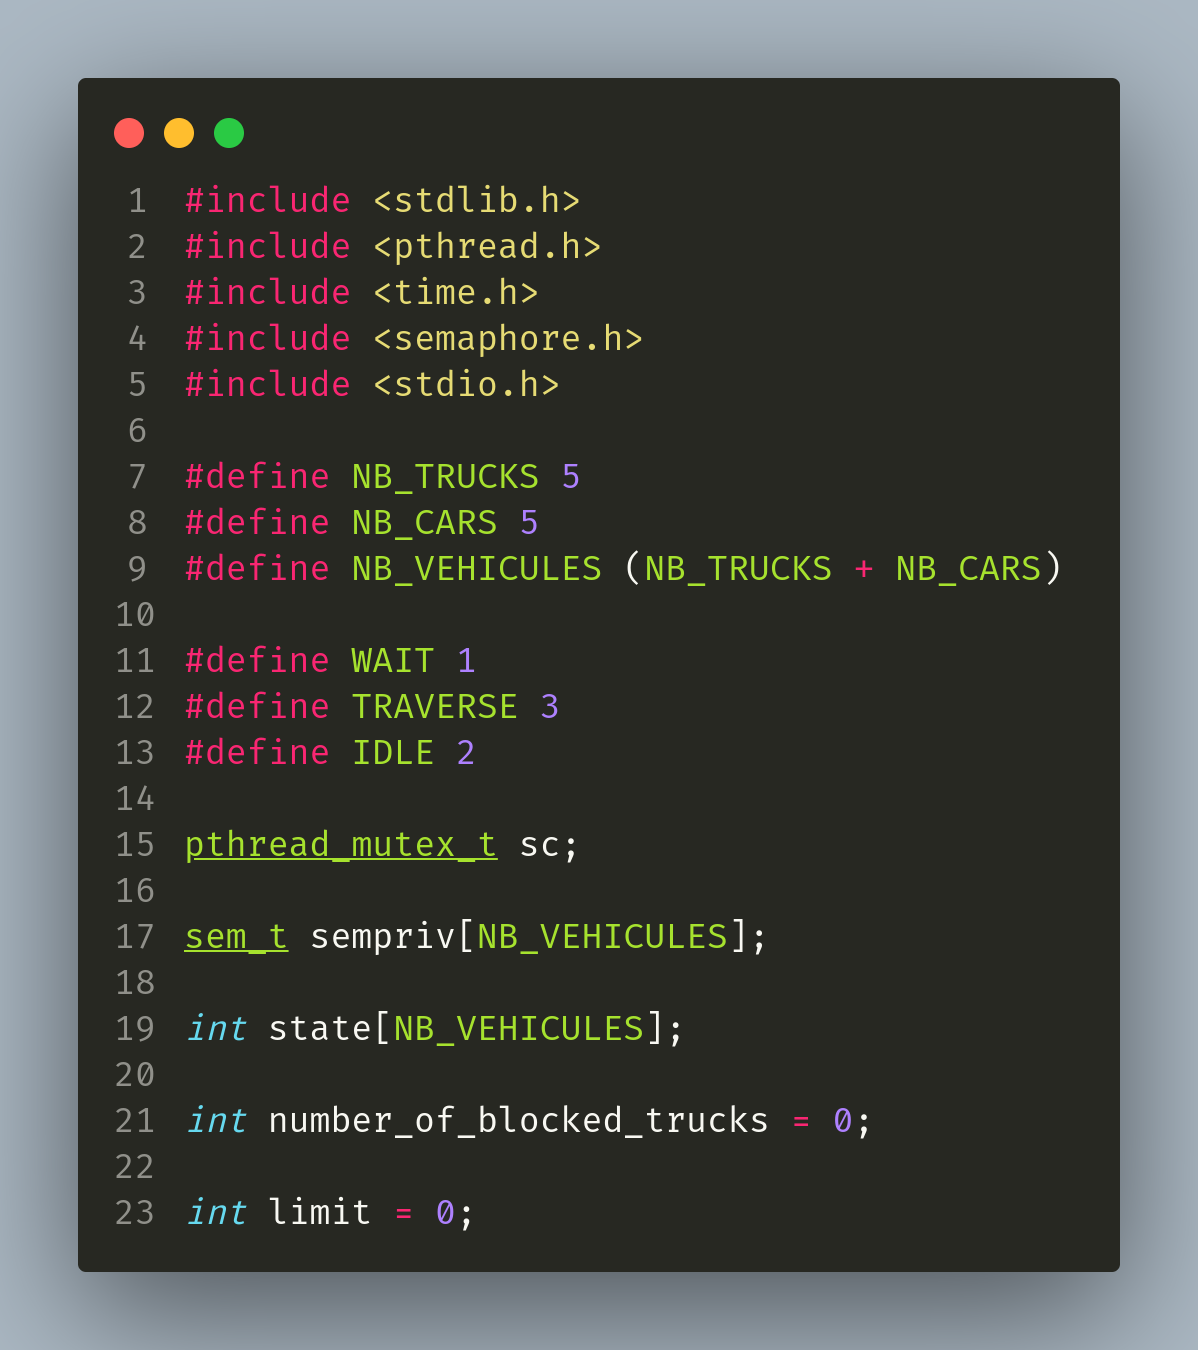 1 #include <stdlib.h>
2 #include <pthread.h>
3 #include <time.h>
4 #include <semaphore.h>
5 #include <stdio.h>
6
7 #define NB_TRUCKS 5
8 #define NB_CARS 5
9 #define NB_VEHICULES (NB_TRUCKS + NB_CARS)
10
11 #define WAIT 1
12 #define TRAVERSE 3
13 #define IDLE 2
14
15 pthread_mutex_t sc;
16
17 sem_t sempriv[NB_VEHICULES];
18
19 int state[NB_VEHICULES];
20
21 int number_of_blocked_trucks = 0;
22
23 int limit = 0;